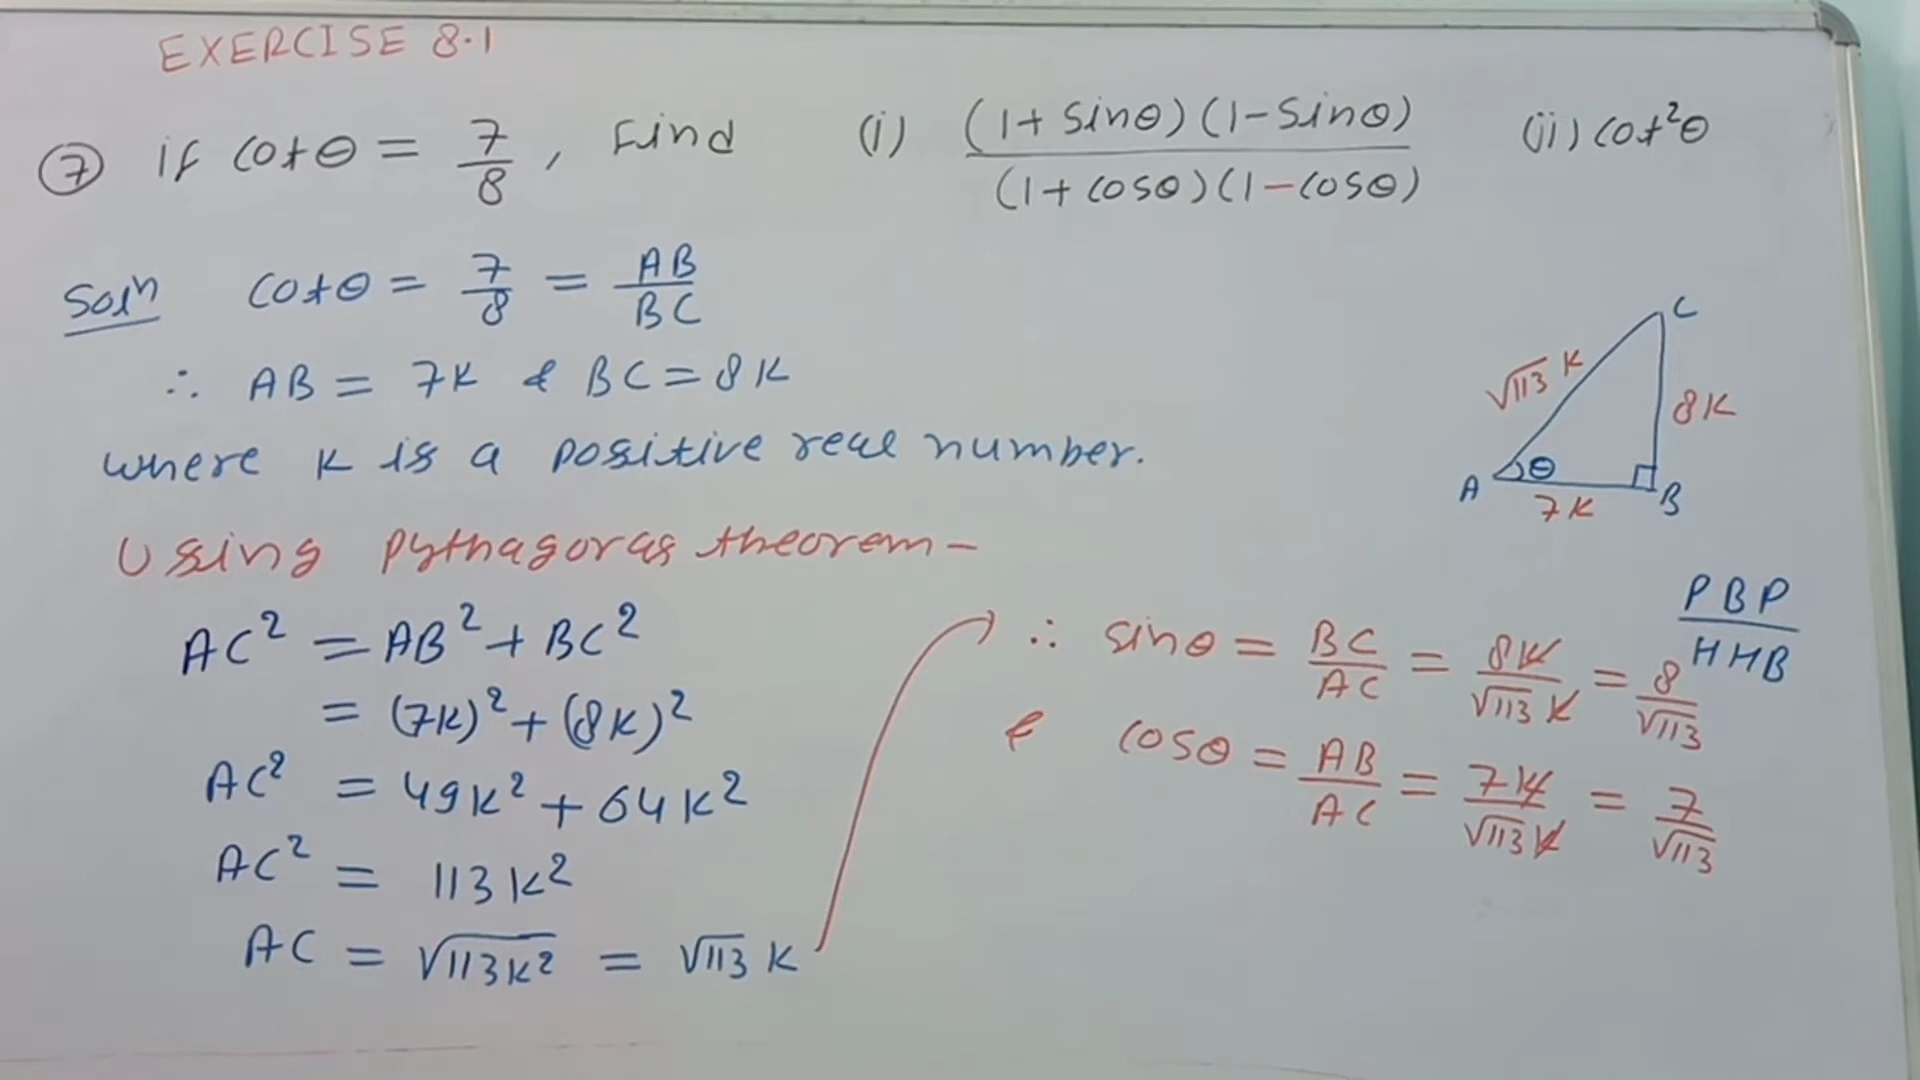 EXERCISE 8.1
⑦ if cotθ = 7/8, Find (i) (1+sinθ)(1-sinθ)/(1+cosθ)(1-cosθ) (ii) cot²θ
Solⁿ cotθ = 7/8 = AB/BC
∴ AB = 7K & BC = 8K
where K is a positive real number.
C
√113 K
8K
A θ B
7K
Using pythagoras theorem -
AC² = AB² + BC²
= (7K)² + (8K)²
AC² = 49K² + 64K²
AC² = 113K²
AC = √113K² = √113 K
PBP/HHB
∴ sinθ = BC/AC = 8K/√113 K = 8/√113
& cosθ = AB/AC = 7K/√113 K = 7/√113